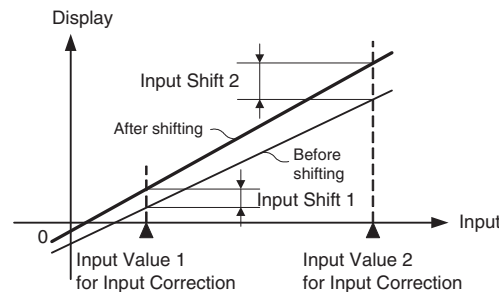 Display
Input Shift 2
After shifting
Before
shifting
Input Shift 1
0
Input
Input Value 1
for Input Correction
Input Value 2
for Input Correction